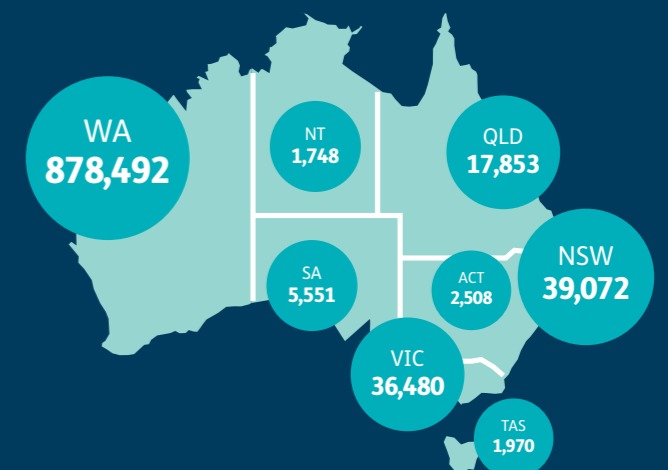 WA
878,492
NT
1,748
QLD
17,853
SA
5,551
ACT
2,508
NSW
39,072
VIC
36,480
TAS
1,970